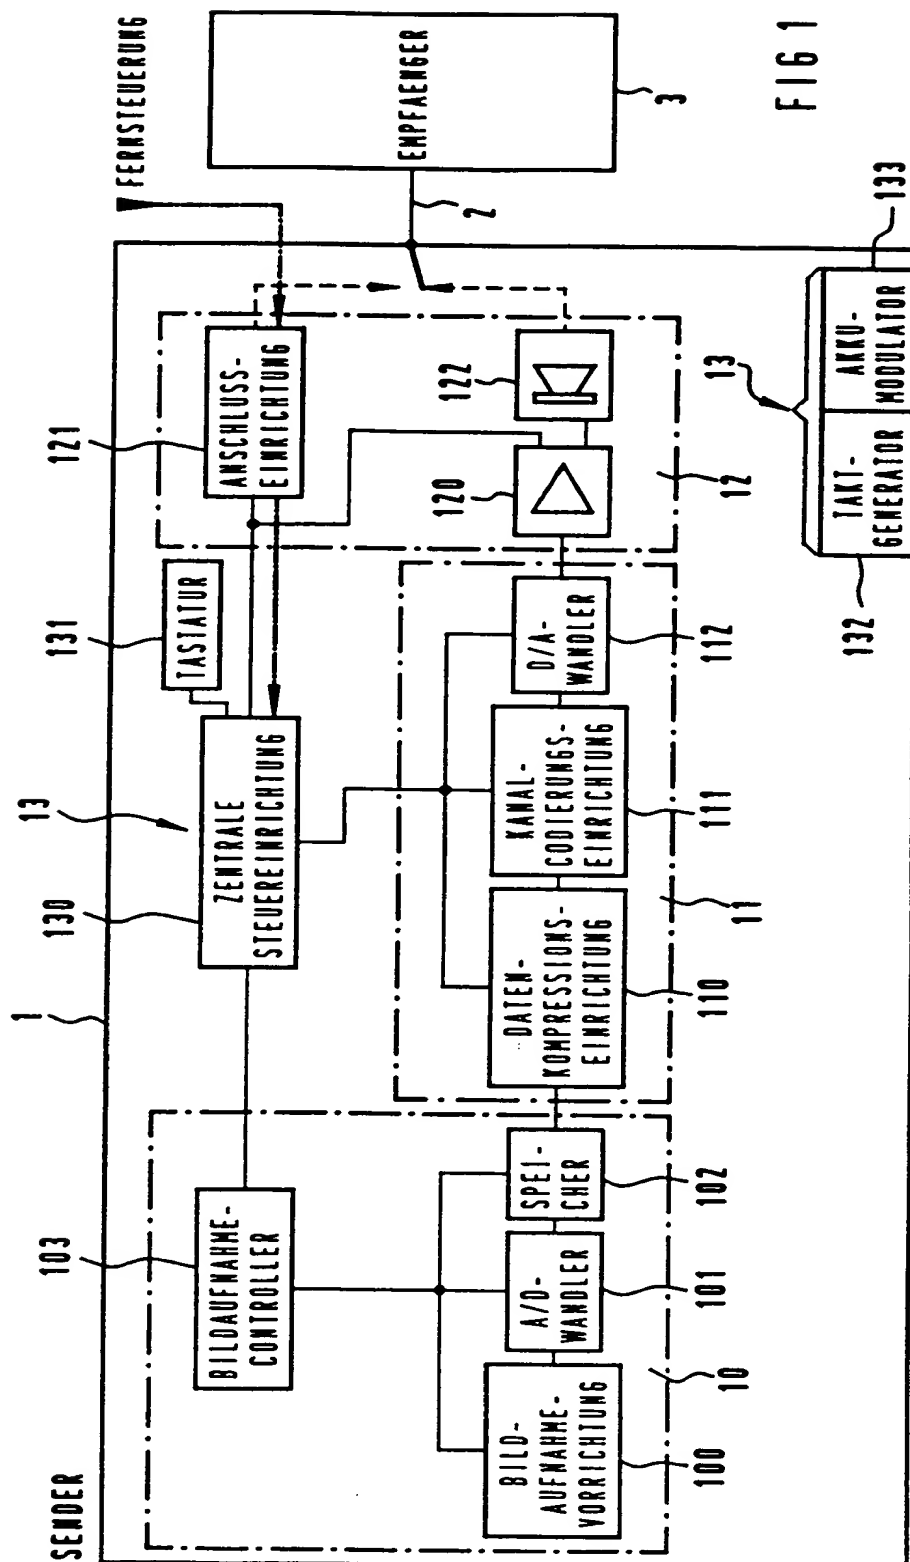 SENDER
1
103
BILDAUFNAHME-
CONTROLLER
130
13
ZENTRALE
STEUEREINRICHTUNG
131
TASTATUR
121
ANSCHLUSS-
EINRICHTUNG
FERNSTEUERUNG
BILD-
AUFNAHME-
VORRICHTUNG
100
A/D-
WANDLER
101
SPEI-
CHER
102
10
DATEN-
KOMPRESSIONS-
EINRICHTUNG
110
KANAL-
CODIERUNGS-
EINRICHTUNG
111
D/A-
WANDLER
112
11
120
122
12
2
EMPFAENGER
3
13
TAKT-
GENERATOR
132
AKKU-
MODULATOR
133
FIG 1